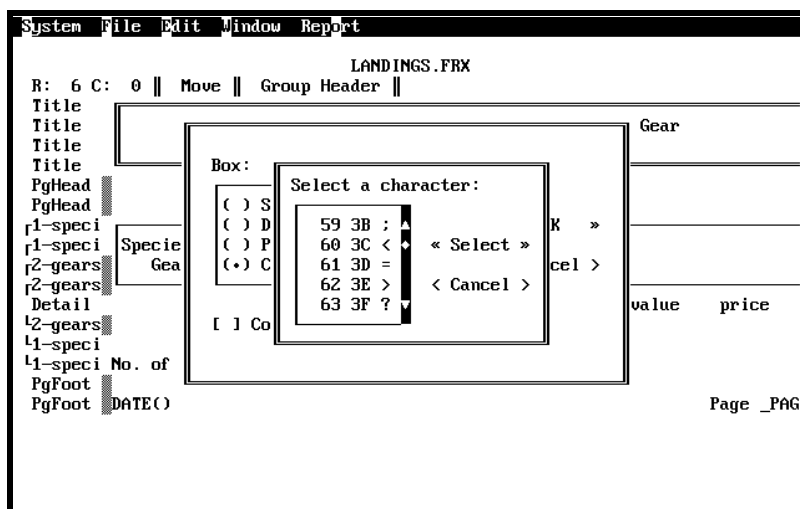 System File Edit Window Report
LANDINGS.FRX
R: 6 C: 0 ‖ Move ‖ Group Header ‖
Title
Title Gear
Title
Title Box:
PgHead Select a character:
PgHead ( ) S
┌1-speci ( ) D 59 3B ; K »
┌1-speci Specie ( ) P 60 3C < « Select »
┌2-gears Gea (•) C 61 3D = cel >
┌2-gears 62 3E > < Cancel >
Detail 63 3F ? value price
└2-gears [ ] Co
└1-speci
└1-speci No. of
PgFoot
PgFoot DATE() Page _PAG